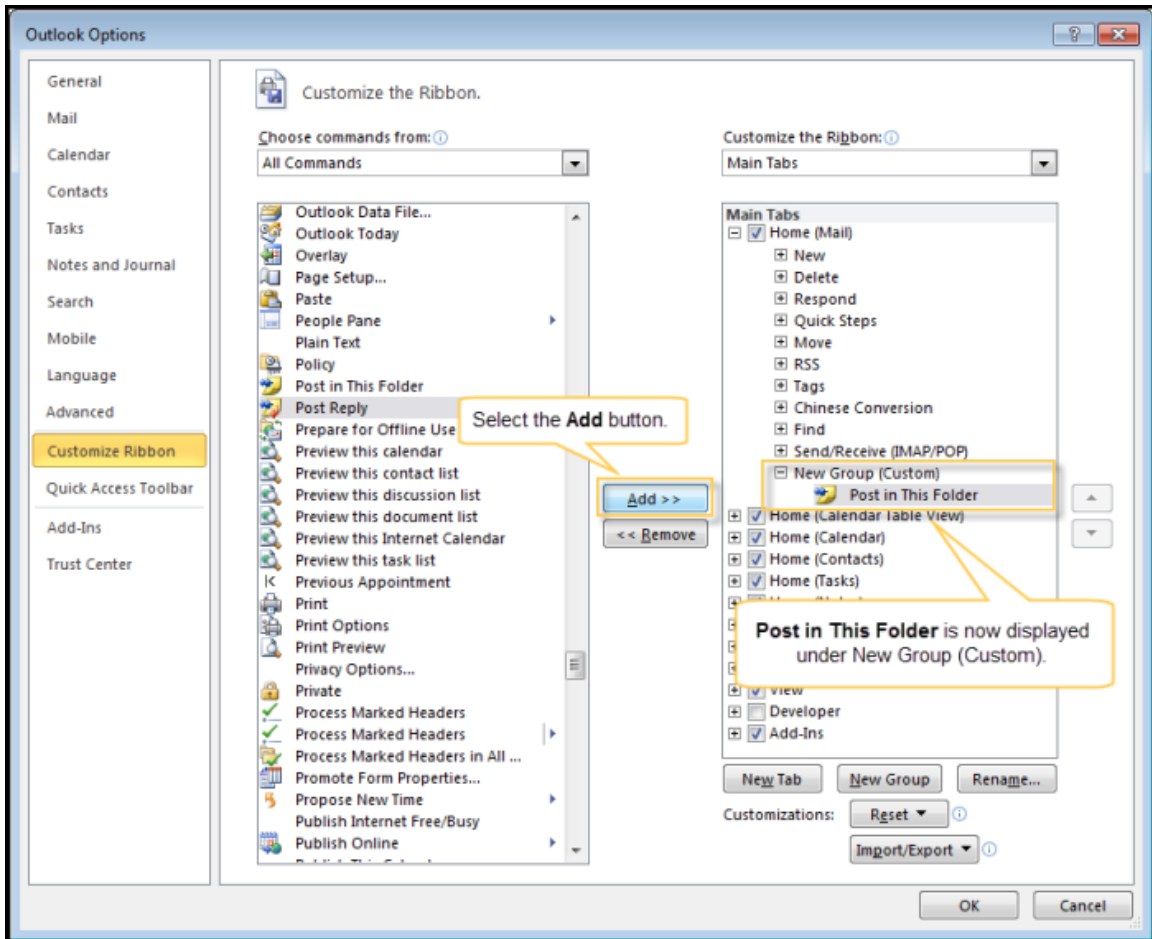 Outlook Options
General
Mail
Calendar
Contacts
Tasks
Notes and Journal
Search
Mobile
Language
Advanced
Customize Ribbon
Quick Access Toolbar
Add-Ins
Trust Center
Customize the Ribbon.
Choose commands from:
All Commands
Outlook Data File...
Outlook Today
Overlay
Page Setup...
Paste
People Pane
Plain Text
Policy
Post in This Folder
Post Reply
Prepare for Offline Use
Preview this calendar
Preview this contact list
Preview this discussion list
Preview this document list
Preview this Internet Calendar
Preview this task list
Previous Appointment
Print
Print Options
Print Preview
Privacy Options...
Private
Process Marked Headers
Process Marked Headers
Process Marked Headers in All ...
Promote Form Properties...
Propose New Time
Publish Internet Free/Busy
Publish Online
Select the Add button.
Add >>
<< Remove
Customize the Ribbon:
Main Tabs
Main Tabs
Home (Mail)
New
Delete
Respond
Quick Steps
Move
RSS
Tags
Chinese Conversion
Find
Send/Receive (IMAP/POP)
New Group (Custom)
Post in This Folder
Home (Calendar Table View)
Home (Calendar)
Home (Contacts)
Home (Tasks)
Post in This Folder is now displayed
under New Group (Custom).
View
Developer
Add-Ins
New Tab
New Group
Rename...
Customizations:
Reset
Import/Export
OK
Cancel